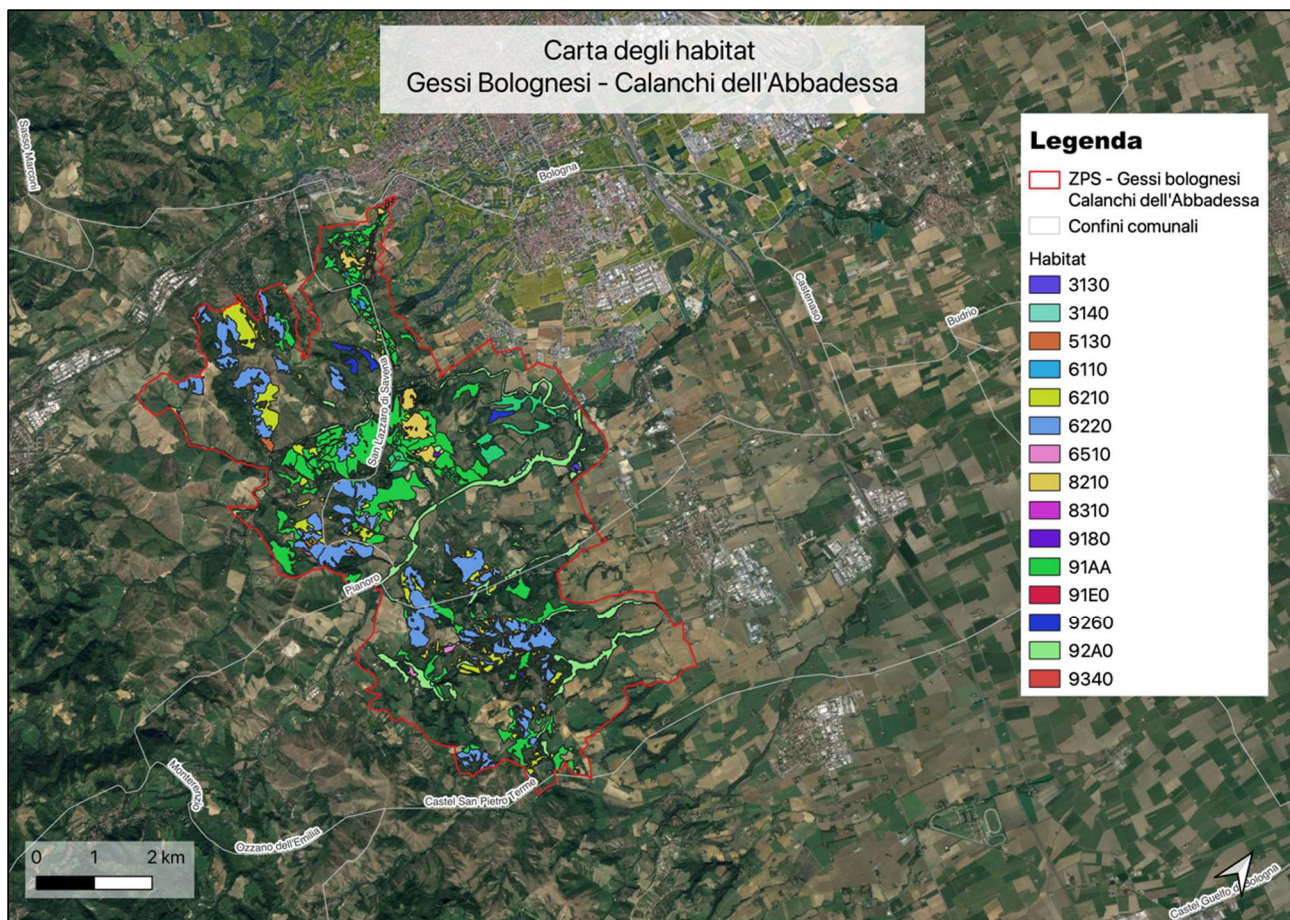 Carta degli habitat
Gessi Bolognesi - Calanchi dell'Abbadessa
Sasso Marconi
Bologna
Castenaso
Budrio
San Lazzaro di Savena
Pianoro
Monterenzio
Castel San Pietro Terme
Ozzano dell'Emilia
Castel Guelfo di Bologna
Legenda
ZPS - Gessi bolognesi
Calanchi dell'Abbadessa
Confini comunali
Habitat
3130
3140
5130
6110
6210
6220
6510
8210
8310
9180
91AA
91E0
9260
92A0
9340
0 1 2 km